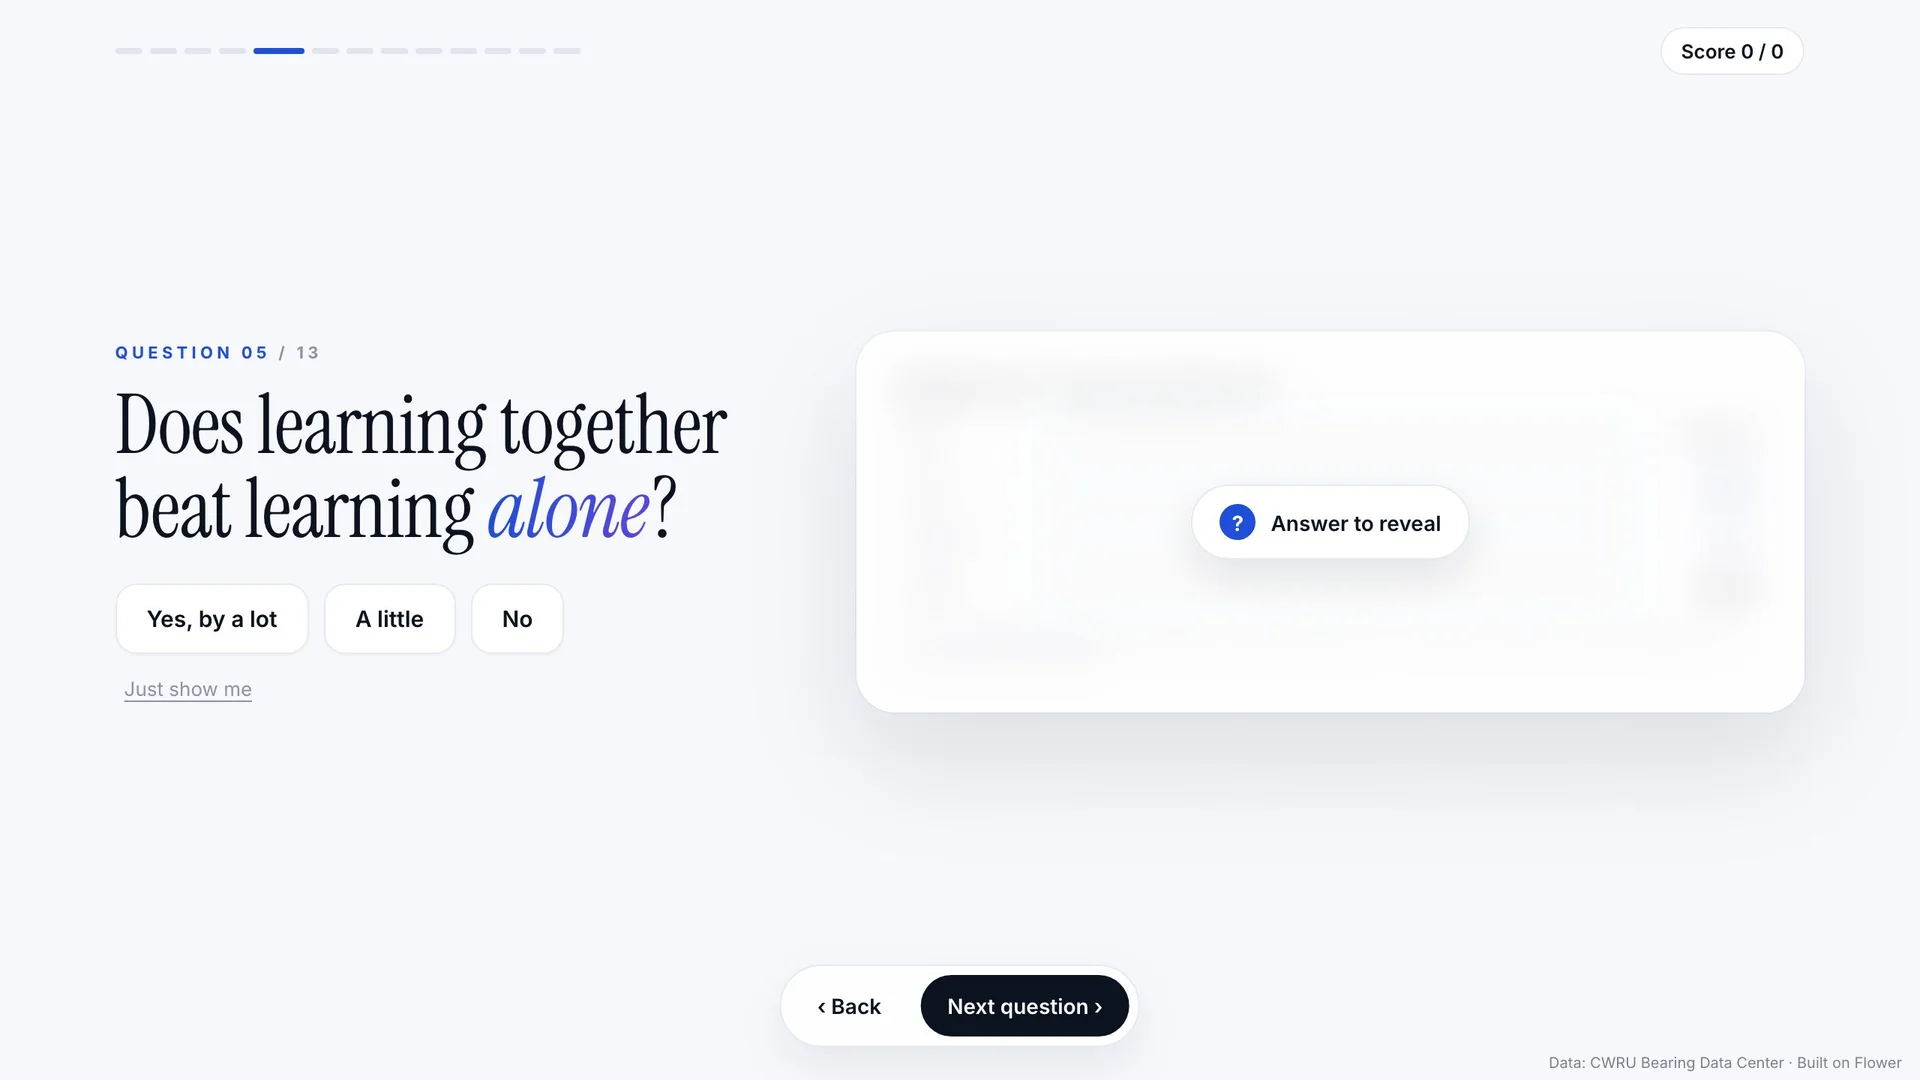 Score 0 / 0
QUESTION 05 / 13
Does learning together
beat learning alone?
Yes, by a lot
A little
No
Just show me
? Answer to reveal
‹ Back
Next question ›
Data: CWRU Bearing Data Center · Built on Flower